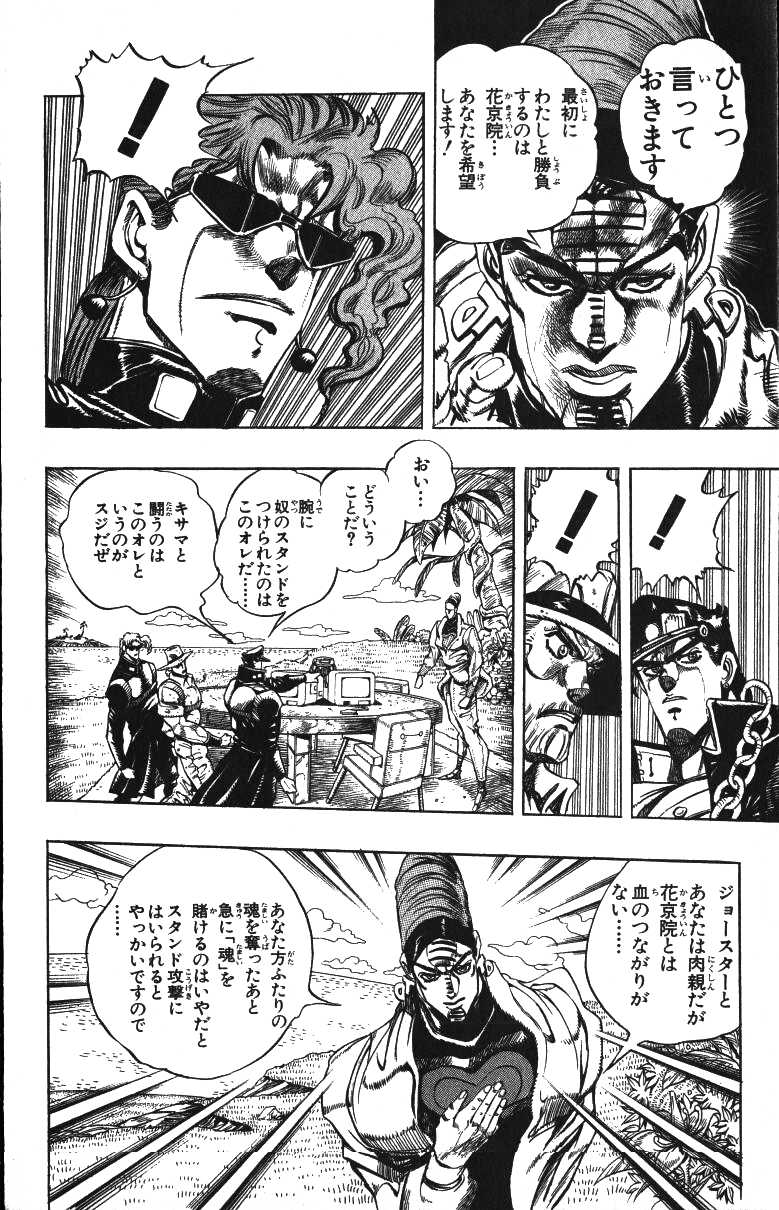 ひとつ
言って
おきます
最初に
わたしと勝負
するのは
花京院…
あなたを希望
します！
！
！
！
おい…
どういう
ことだ？
腕に
奴のスタンドを
つけられたのは
このオレだ……
キサマと
闘うのは
このオレと
いうのが
スジだぜ
ジョースターと
あなたは肉親だが
花京院とは
血のつながりが
ない……
あなた方ふたりの
魂を奪ったあと
急に「魂」を
賭けるのはいやだと
スタンド攻撃に
はいられると
やっかいですので
……